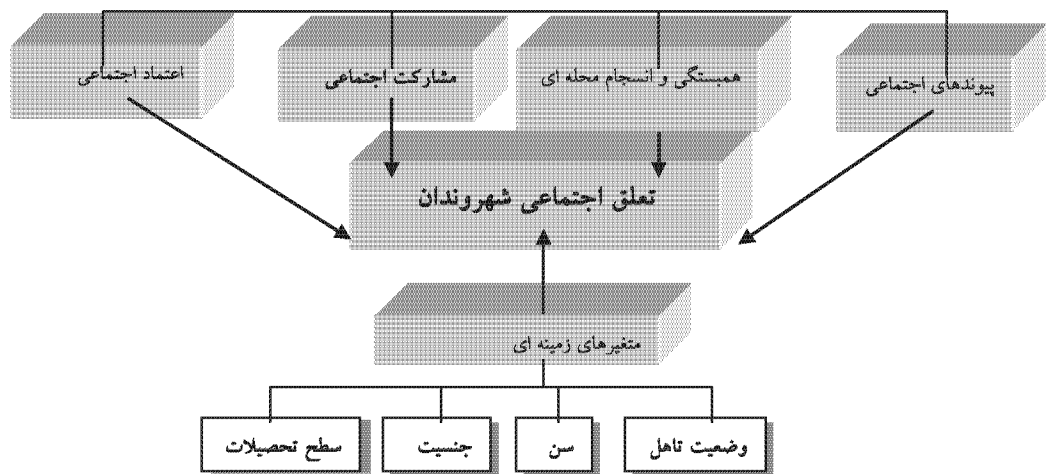 پیوندهای اجتماعی
همبستگی و انسجام محله ای
مشارکت اجتماعی
اعتماد اجتماعی
تعلق اجتماعی شهروندان
متغیرهای زمینه ای
وضعیت تاهل
سن
جنسیت
سطح تحصیلات